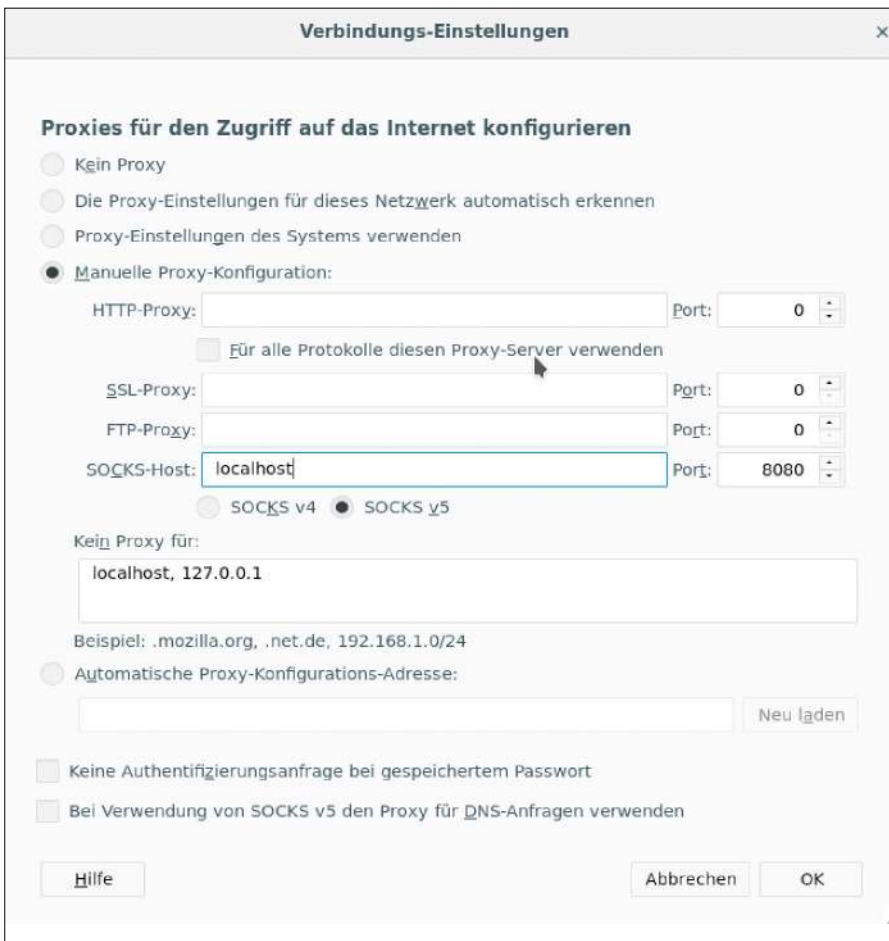 Verbindungs-Einstellungen ×
Proxies für den Zugriff auf das Internet konfigurieren
Kein Proxy
Die Proxy-Einstellungen für dieses Netzwerk automatisch erkennen
Proxy-Einstellungen des Systems verwenden
Manuelle Proxy-Konfiguration:
HTTP-Proxy: Port: 0
Für alle Protokolle diesen Proxy-Server verwenden
SSL-Proxy: Port: 0
FTP-Proxy: Port: 0
SOCKS-Host: localhost Port: 8080
SOCKS v4 SOCKS v5
Kein Proxy für:
localhost, 127.0.0.1
Beispiel: .mozilla.org, .net.de, 192.168.1.0/24
Automatische Proxy-Konfigurations-Adresse:
Neu laden
Keine Authentifizierungsanfrage bei gespeichertem Passwort
Bei Verwendung von SOCKS v5 den Proxy für DNS-Anfragen verwenden
Hilfe Abbrechen OK